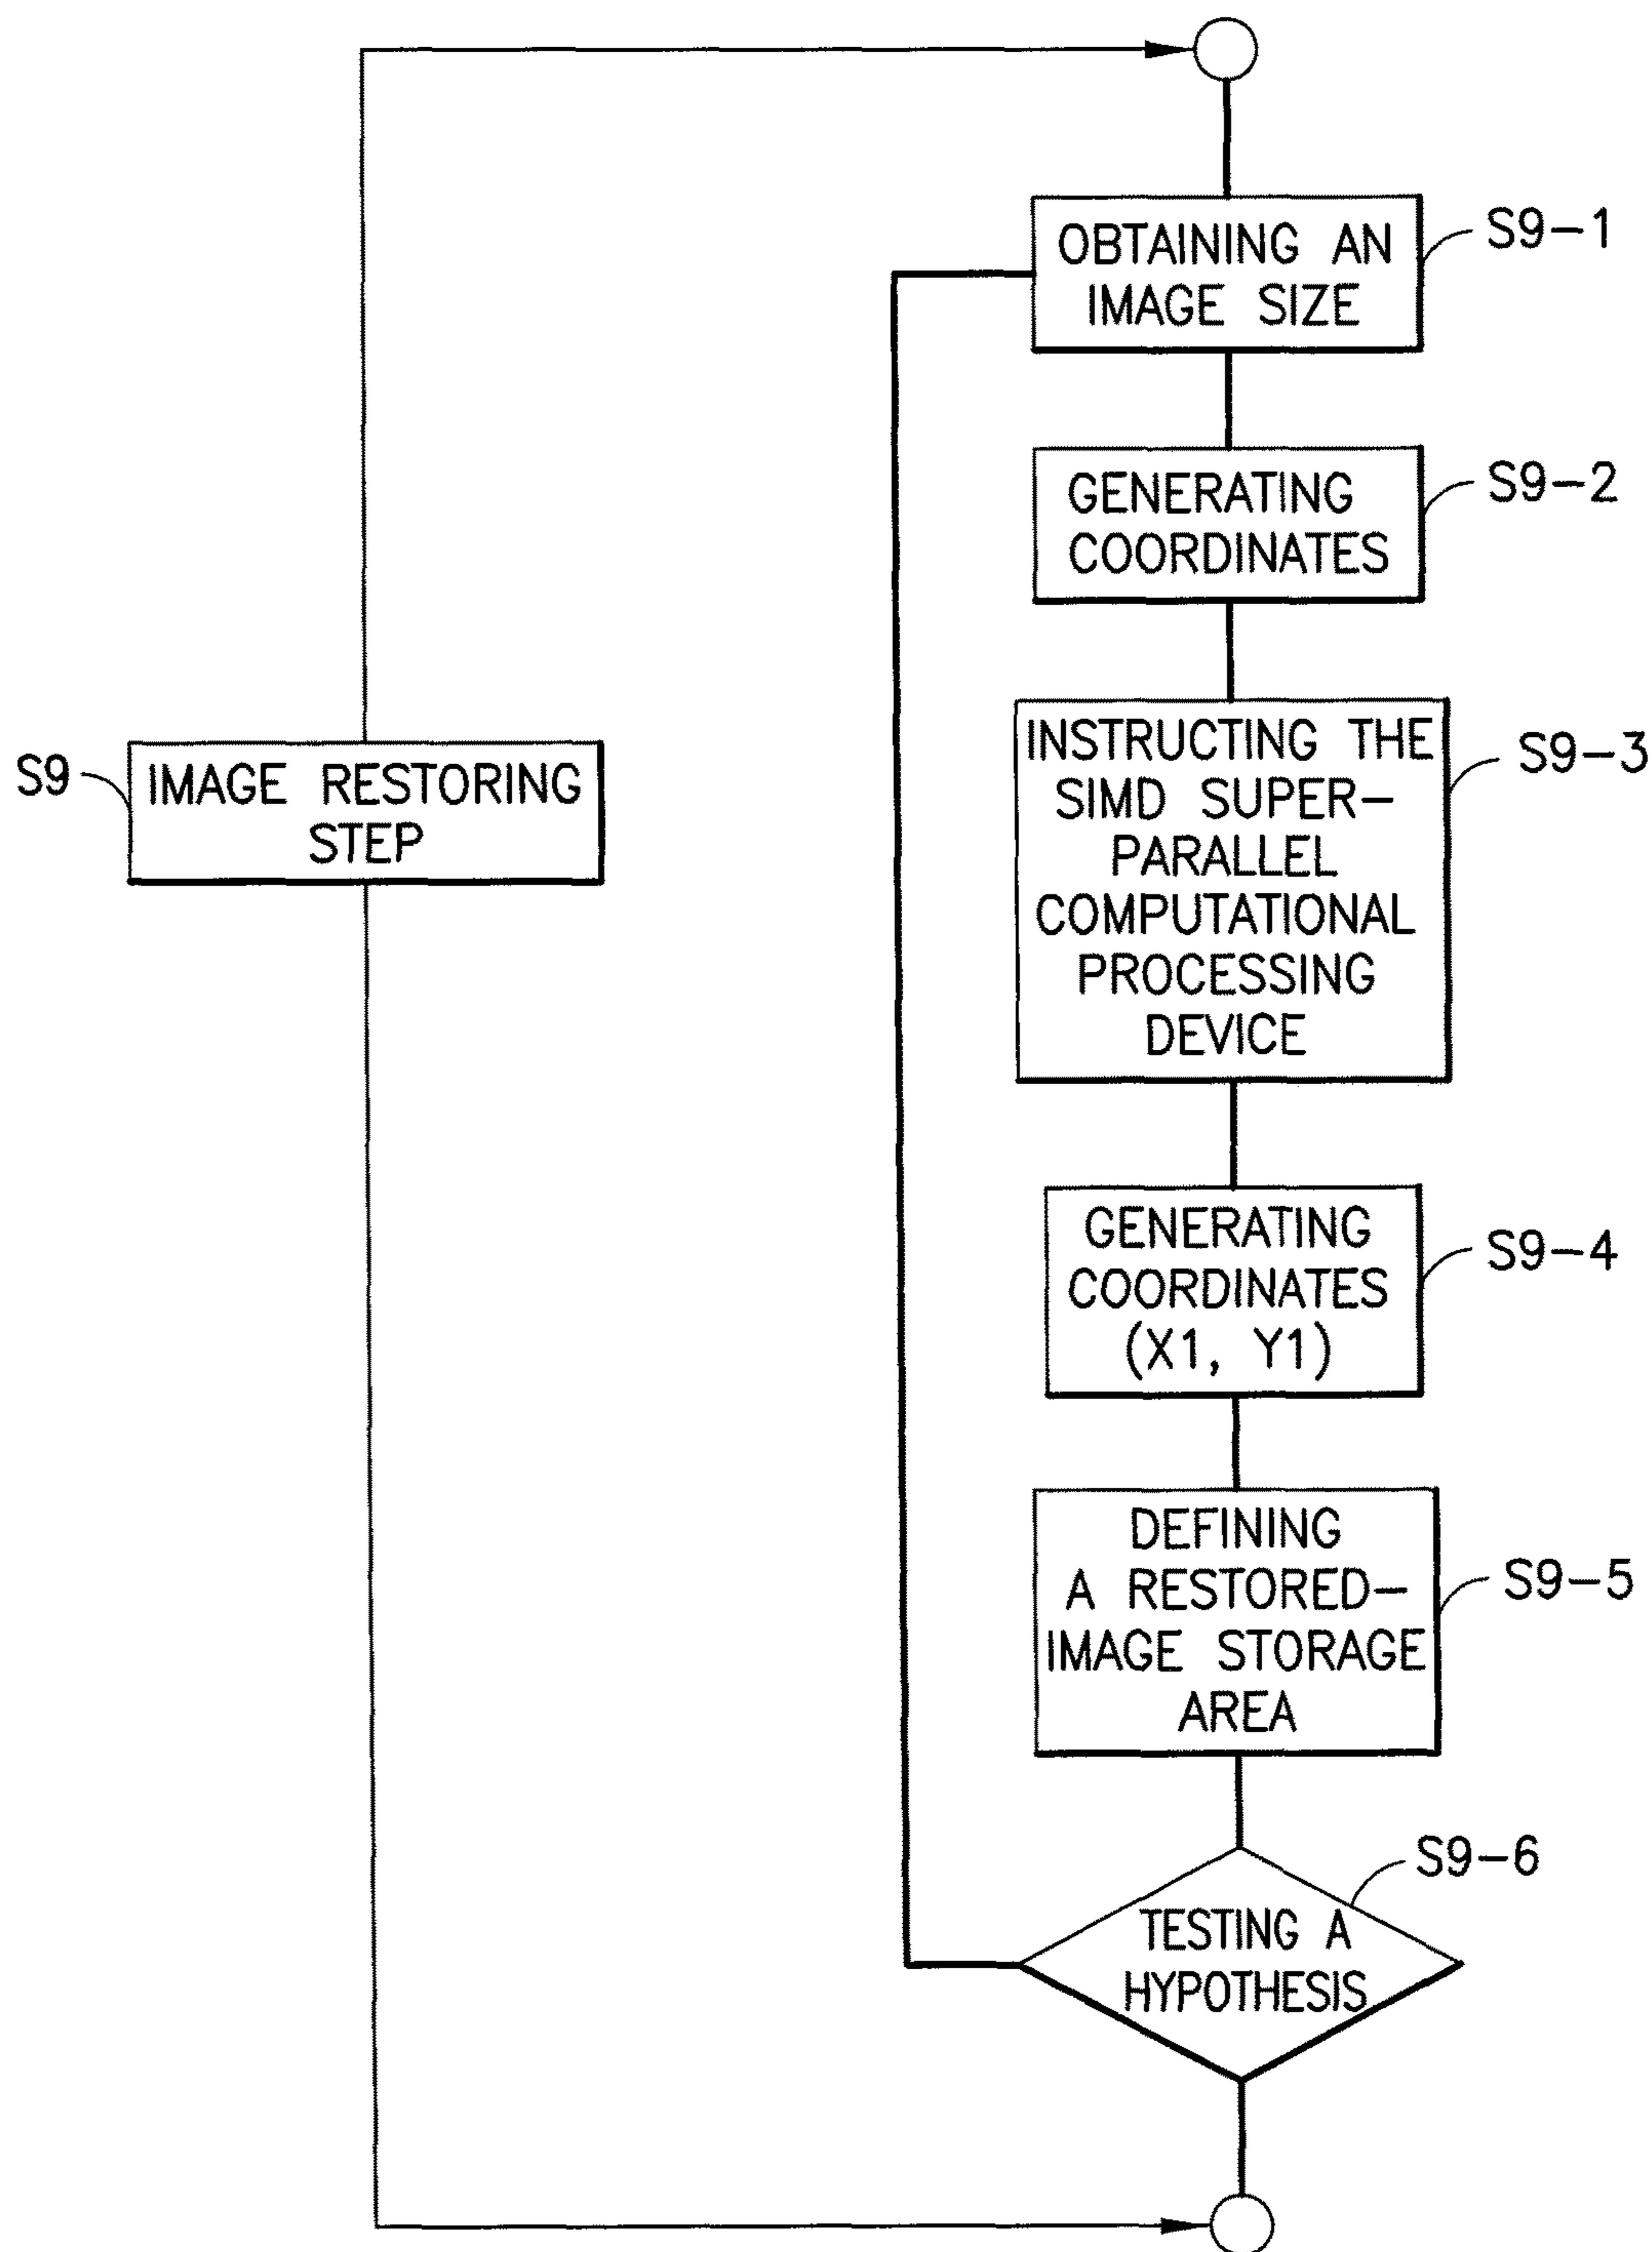 OBTAINING AN
IMAGE SIZE
S9-1
GENERATING
COORDINATES
S9-2
INSTRUCTING THE
SIMD SUPER-
PARALLEL
COMPUTATIONAL
PROCESSING
DEVICE
S9-3
S9
IMAGE RESTORING
STEP
GENERATING
COORDINATES
(X1, Y1)
S9-4
DEFINING
A RESTORED-
IMAGE STORAGE
AREA
S9-5
TESTING A
HYPOTHESIS
S9-6